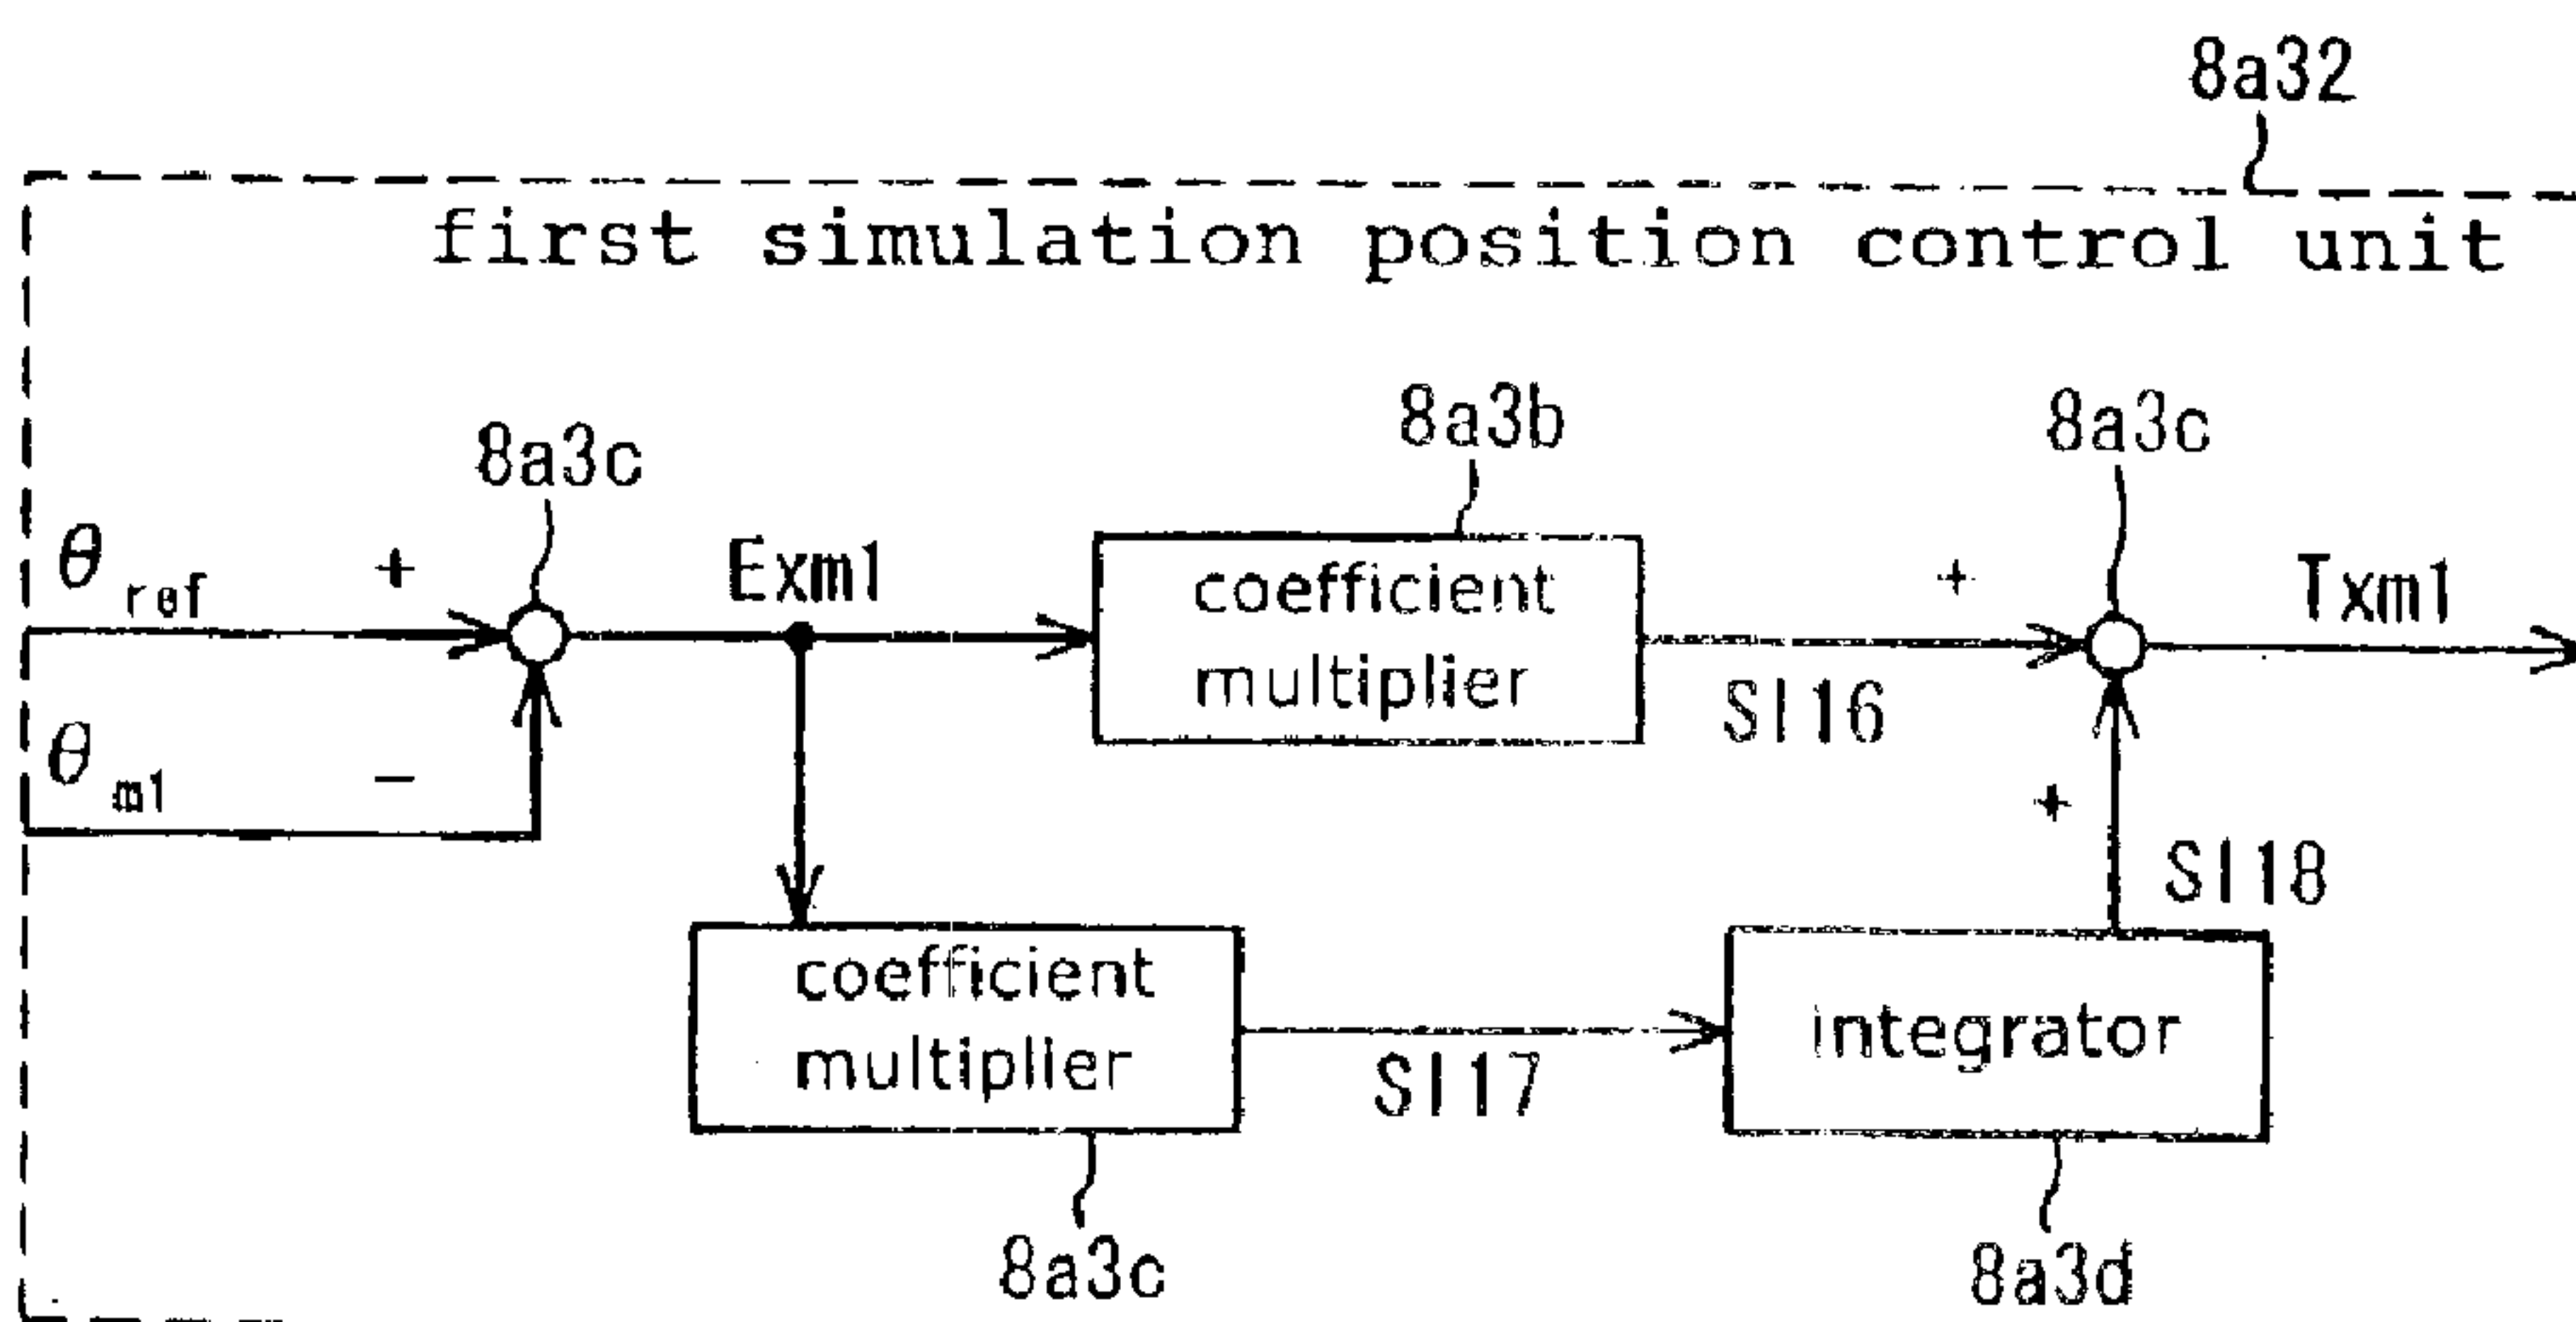 8a32
first simulation position control unit
8a3c
8a3b
8a3c
θref
+
Exm1
coefficient
multiplier
+
Txm1
SI16
θm1
−
+
SI18
coefficient
multiplier
SI17
integrator
8a3c
8a3d